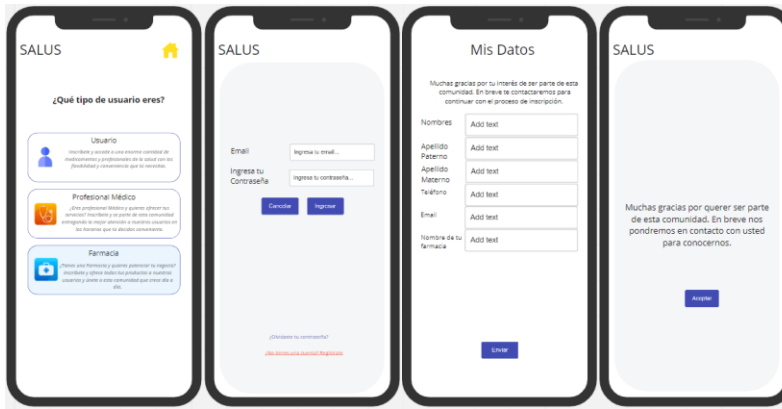 SALUS
¿Qué tipo de usuario eres?
Usuario
Inscríbete y accede a una enorme cantidad de
medicamentos y profesionales de la salud con las
flexibilidad y conveniencia que tú necesitas.
Profesional Médico
¿Eres profesional Médico y quieres ofrecer tus
servicios? Inscríbete y se parte de esta comunidad
entregando la mejor atención a nuestros usuarios en
los horarios que tú decidas conveniente.
Farmacia
¿Tienes una Farmacia y quieres potenciar tu negocio?
Inscríbete y ofrece todos tus productos a nuestros
usuarios y únete a esta comunidad que crece día a
día.
SALUS
Email
Ingresa tu email...
Ingresa tu
Contraseña
Ingresa tu contraseña...
Cancelar
Ingresar
¿Olvidaste tu contraseña?
¿No tienes una cuenta? Regístrate
Mis Datos
Muchas gracias por tu interés de ser parte de esta
comunidad. En breve te contactaremos para
continuar con el proceso de inscripción.
Nombres
Add text
Apellido
Paterno
Add text
Apellido
Materno
Add text
Teléfono
Add text
Email
Add text
Nombre de tu
farmacia
Add text
Enviar
SALUS
Muchas gracias por querer ser parte
de esta comunidad. En breve nos
pondremos en contacto con usted
para conocernos.
Aceptar